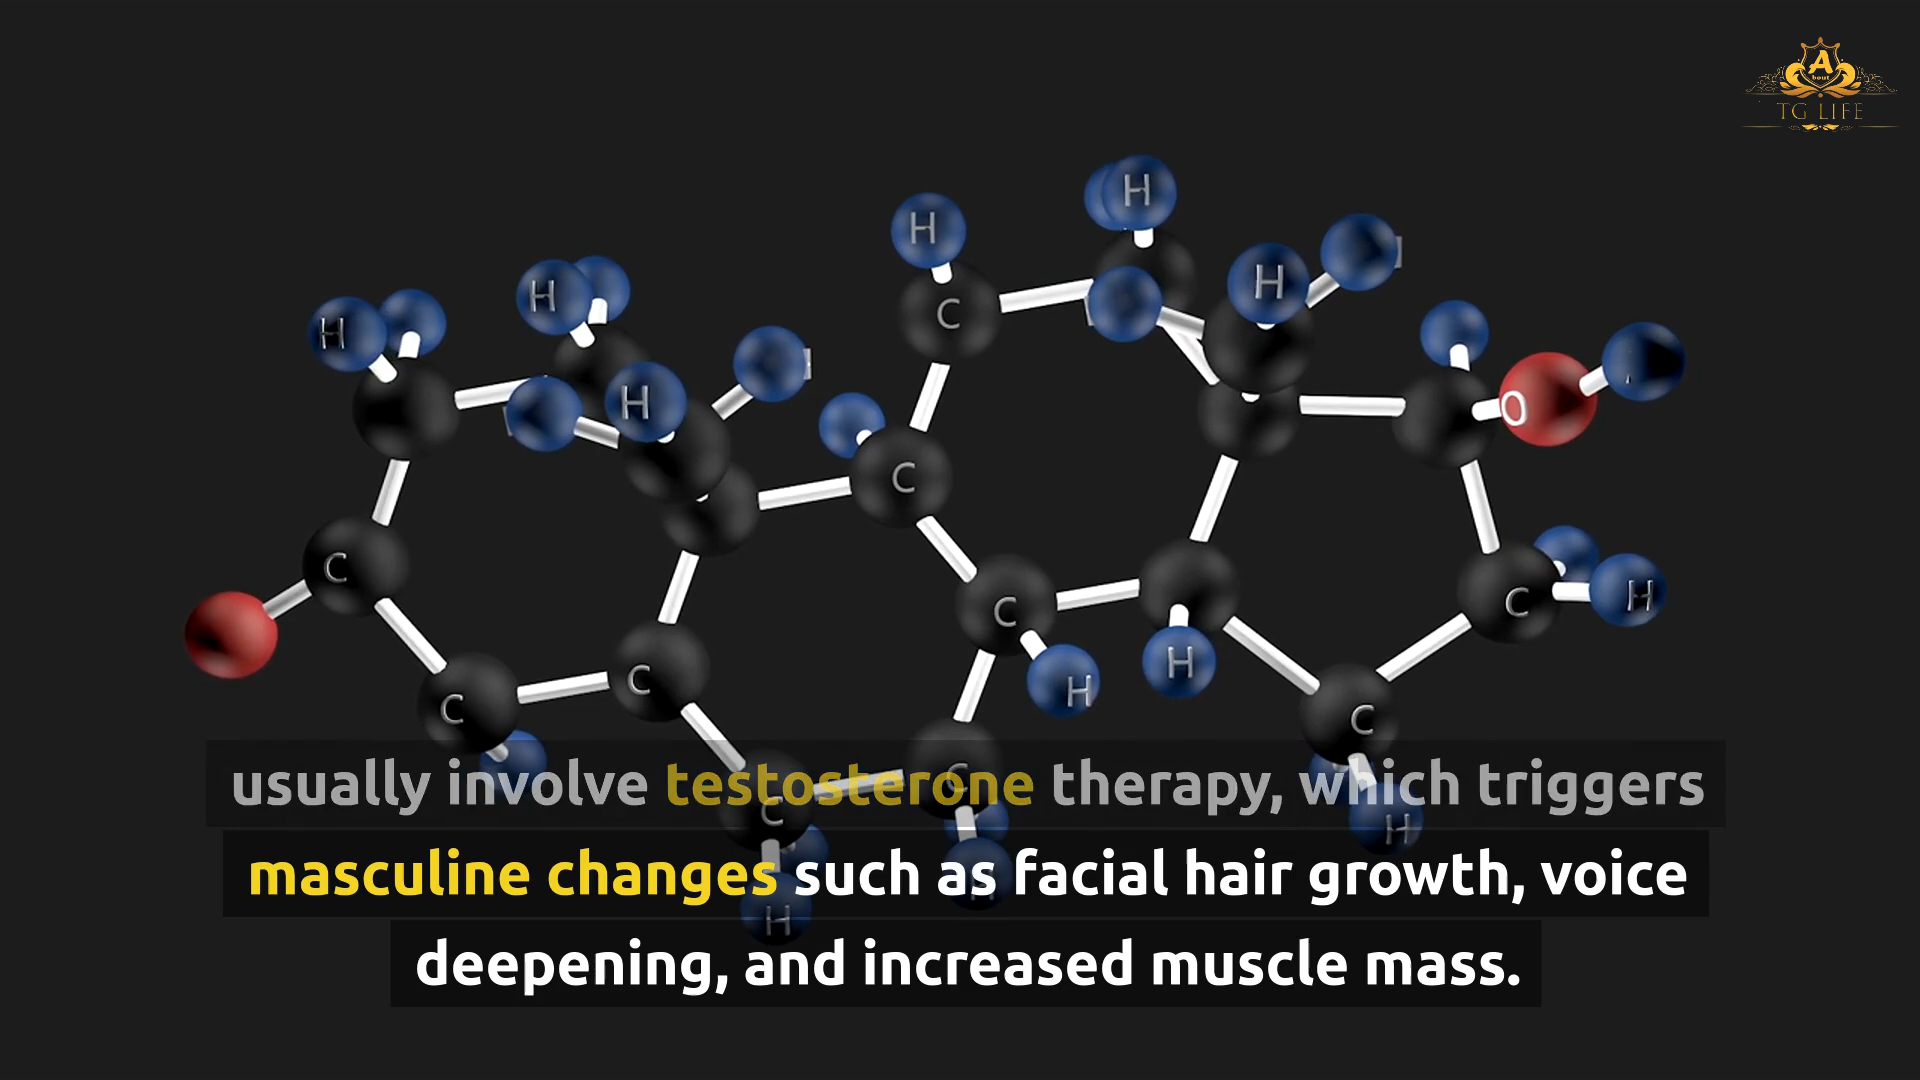 A
bout
TG LIFE
H
H
H
H
H
H
C
H
C
C
O
C
C
H
C
C
H
H
C
C
C
H
C
H
H
usually involve testosterone therapy, which triggers
masculine changes such as facial hair growth, voice
deepening, and increased muscle mass.